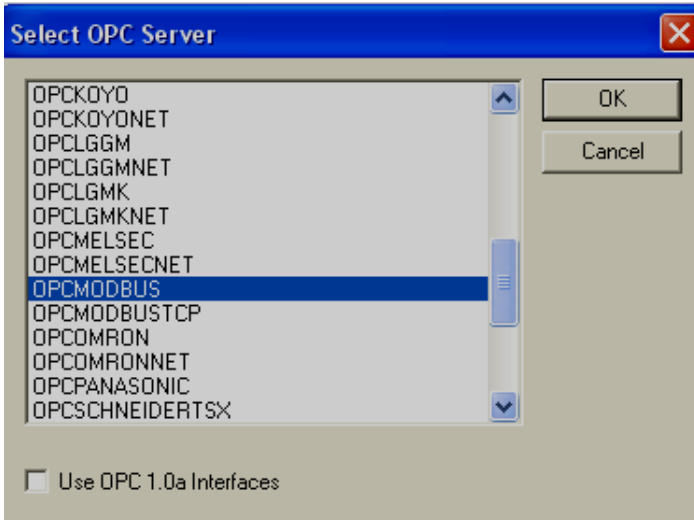 Select OPC Server
OPCKOYO
OPCKOYONET
OPCLGGM
OPCLGGMNET
OPCLGMK
OPCLGMKNET
OPCMELSEC
OPCMELSECNET
OPCMODBUS
OPCMODBUSTCP
OPCOMRON
OPCOMRONNET
OPCPANASONIC
OPCSCHNEIDERTSX
OK
Cancel
Use OPC 1.0a Interfaces